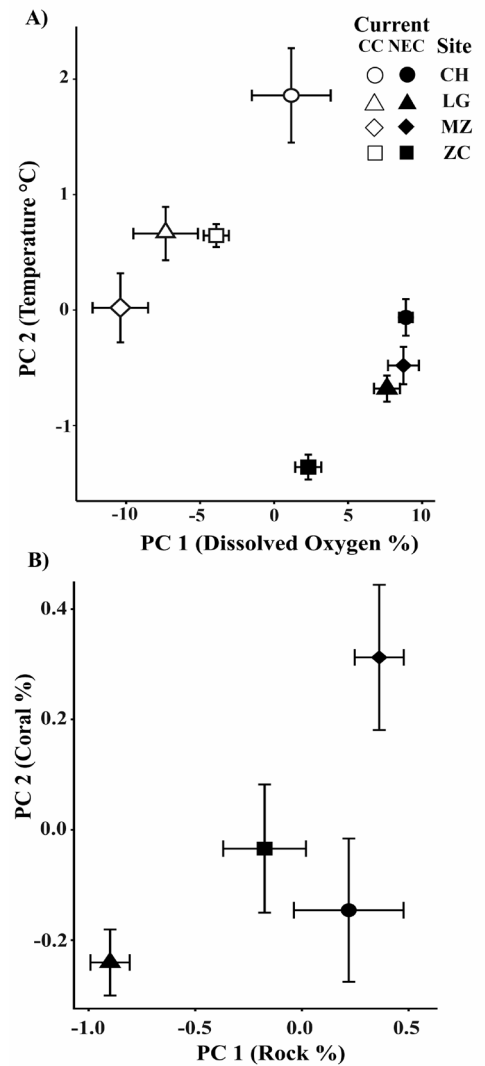 A)
Current
CC NEC Site
CH
LG
MZ
ZC
PC 2 (Temperature °C)
2
1
0
-1
-10 -5 0 5 10
PC 1 (Dissolved Oxygen %)
B)
PC 2 (Coral %)
0.4
0.2
0.0
-0.2
-1.0 -0.5 0.0 0.5
PC 1 (Rock %)